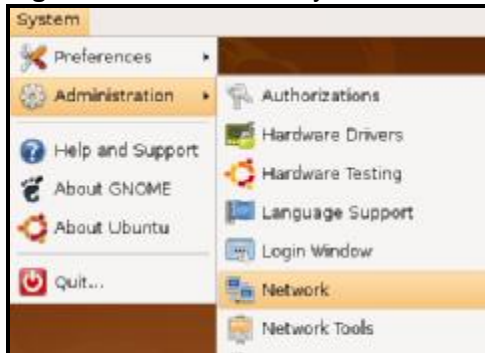 System
Preferences
Administration
Help and Support
About GNOME
About Ubuntu
Quit...
Authorizations
Hardware Drivers
Hardware Testing
Language Support
Login Window
Network
Network Tools